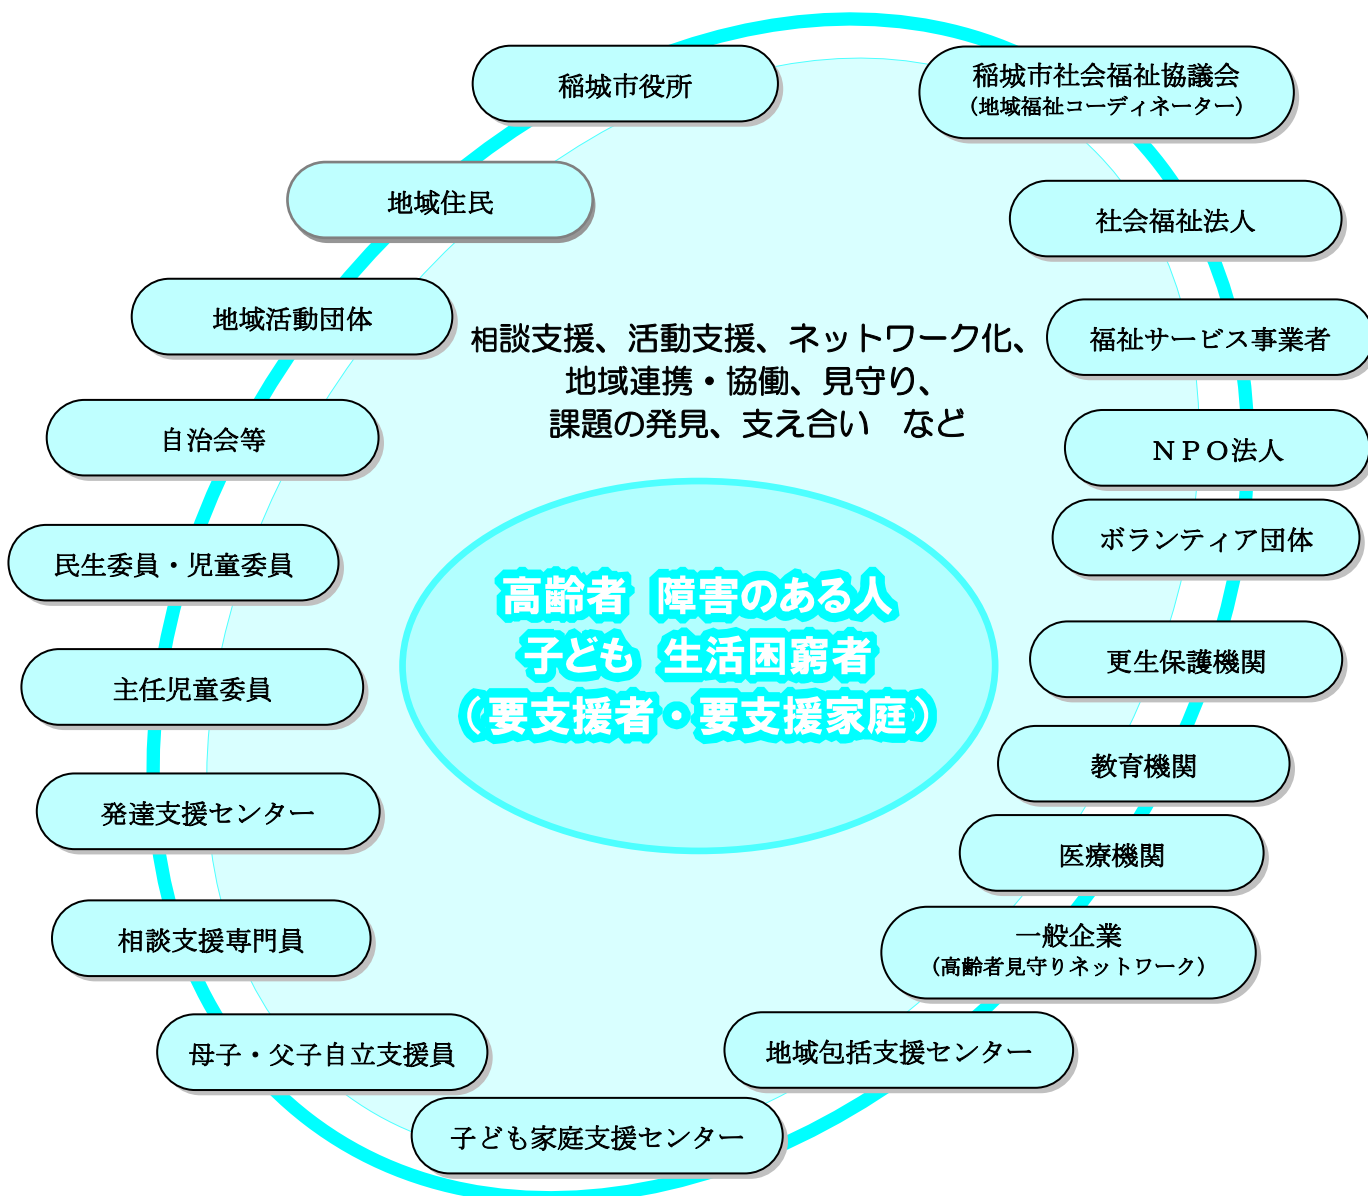 稲城市役所
稲城市社会福祉協議会
（地域福祉コーディネーター）
地域住民
社会福祉法人
地域活動団体
福祉サービス事業者
相談支援、活動支援、ネットワーク化、
地域連携・協働、見守り、
課題の発見、支え合い　など
自治会等
ＮＰＯ法人
ボランティア団体
民生委員・児童委員
高齢者　障害のある人
子ども　生活困窮者
（要支援者・要支援家庭）
更生保護機関
主任児童委員
教育機関
発達支援センター
医療機関
相談支援専門員
一般企業
（高齢者見守りネットワーク）
母子・父子自立支援員
地域包括支援センター
子ども家庭支援センター